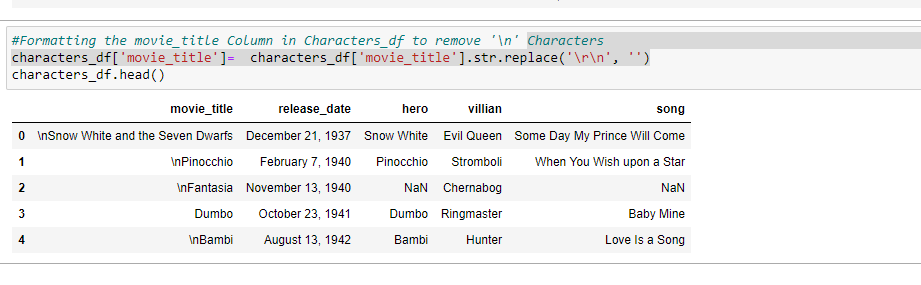 #Formatting the movie_title Column in Characters_df to remove '\n' Characters
characters_df['movie_title']=  characters_df['movie_title'].str.replace('\r\n', '')
characters_df.head()
movie_title release_date hero villian song
0 \nSnow White and the Seven Dwarfs December 21, 1937 Snow White Evil Queen Some Day My Prince Will Come
1 \nPinocchio February 7, 1940 Pinocchio Stromboli When You Wish upon a Star
2 \nFantasia November 13, 1940 NaN Chernabog NaN
3 Dumbo October 23, 1941 Dumbo Ringmaster Baby Mine
4 \nBambi August 13, 1942 Bambi Hunter Love Is a Song